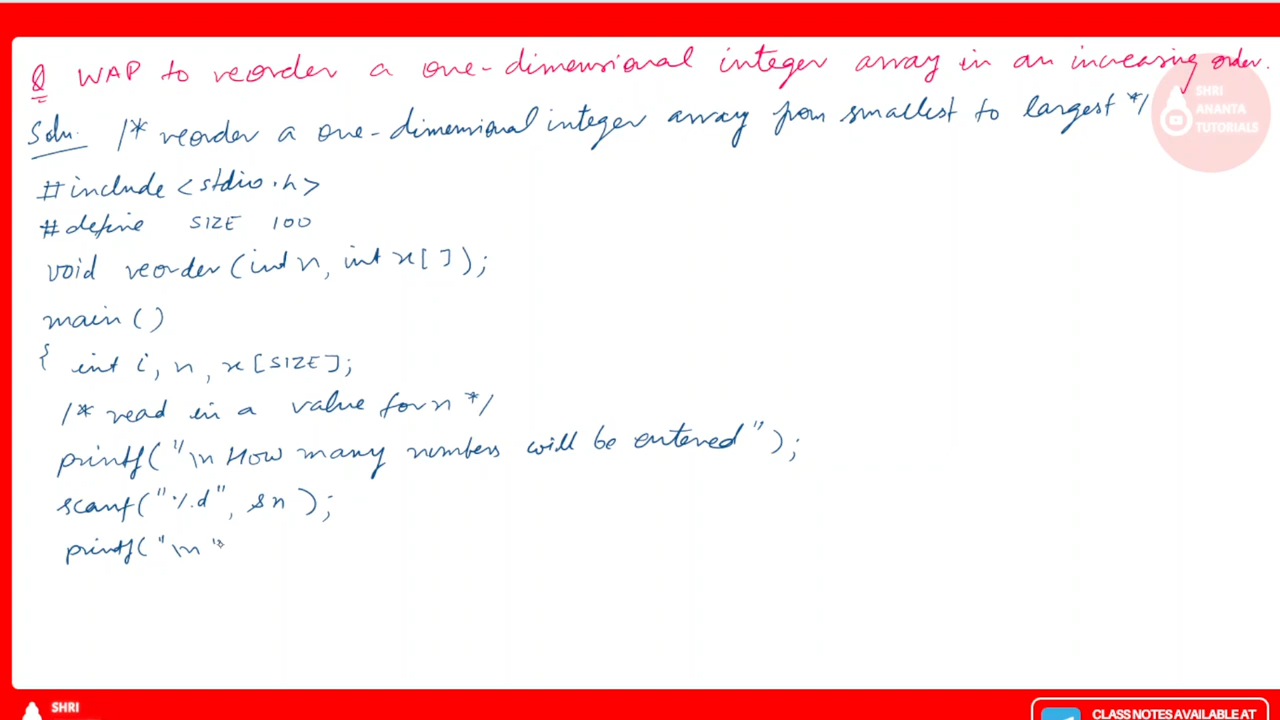 Q WAP to reorder a one-dimensional integer array in an increasing order.
Soln. /* reorder a one-dimensional integer array from smallest to largest */
#include <stdio.h>
#define SIZE 100
void reorder (int n, int x[ ]);
main ()
{ int i, n, x[SIZE];
/* read in a value for n */
printf("\n How many numbers will be entered");
scanf("%d", &n);
printf("\n"
SHRI
ANANTA
TUTORIALS
SHRI
CLASS NOTES AVAILABLE AT